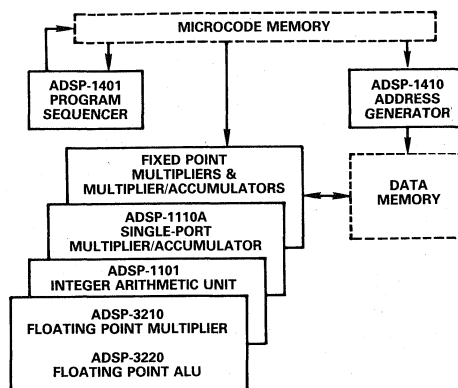 MICROCODE MEMORY
ADSP-1401
PROGRAM
SEQUENCER
ADSP-1410
ADDRESS
GENERATOR
FIXED POINT
MULTIPLIERS &
MULTIPLIER/ACCUMULATORS
DATA
MEMORY
ADSP-1110A
SINGLE-PORT
MULTIPLIER/ACCUMULATOR
ADSP-1101
INTEGER ARITHMETIC UNIT
ADSP-3210
FLOATING POINT MULTIPLIER
ADSP-3220
FLOATING POINT ALU